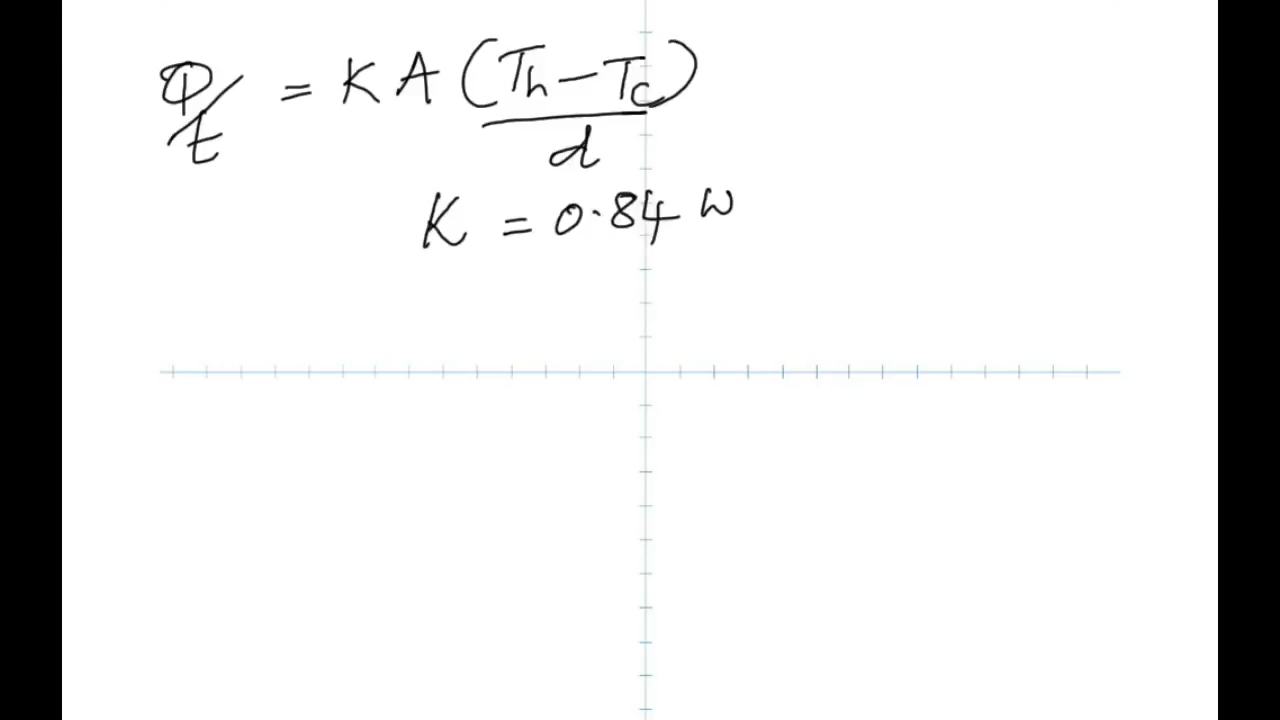 Q/t = K A (Th - Tc) / d
K = 0.84 W